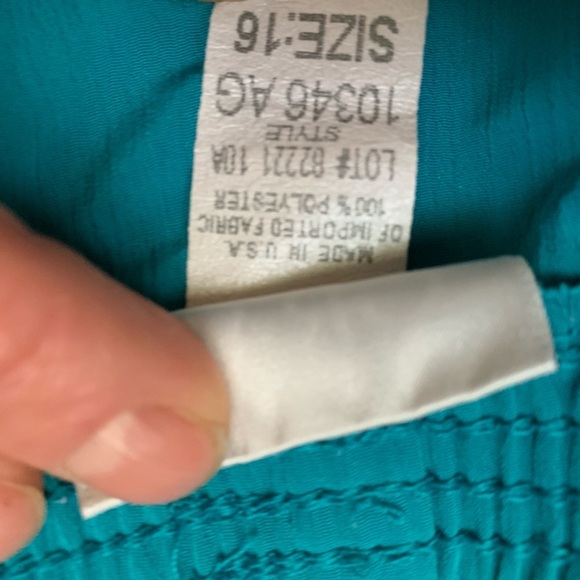 MADE IN U.S.A.
OF IMPORTED FABRIC
100% POLYESTER
LOT# 82221 10A
STYLE
10346 AG
SIZE:16